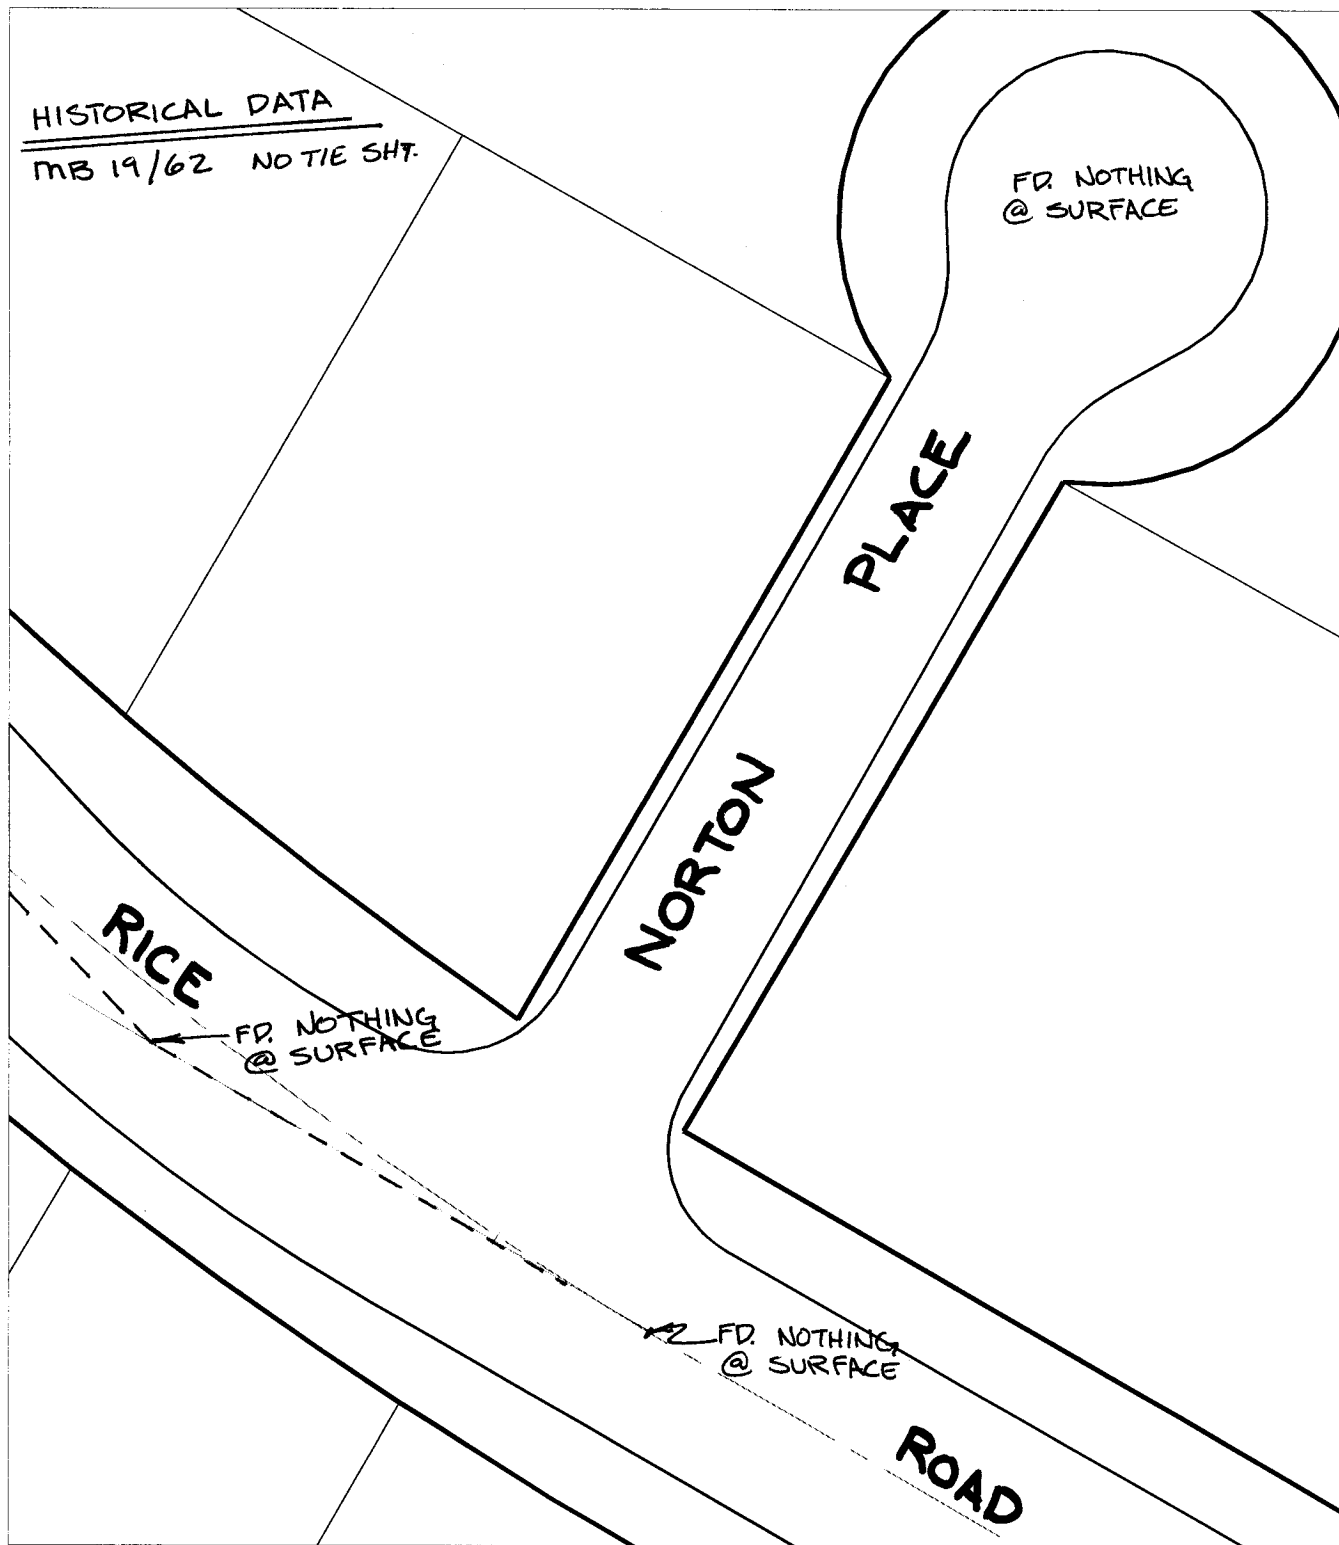 HISTORICAL DATA
MB 19/62 NO TIE SHT.
FD. NOTHING
@ SURFACE
NORTON PLACE
RICE ROAD
FD. NOTHING
@ SURFACE
FD. NOTHING
@ SURFACE